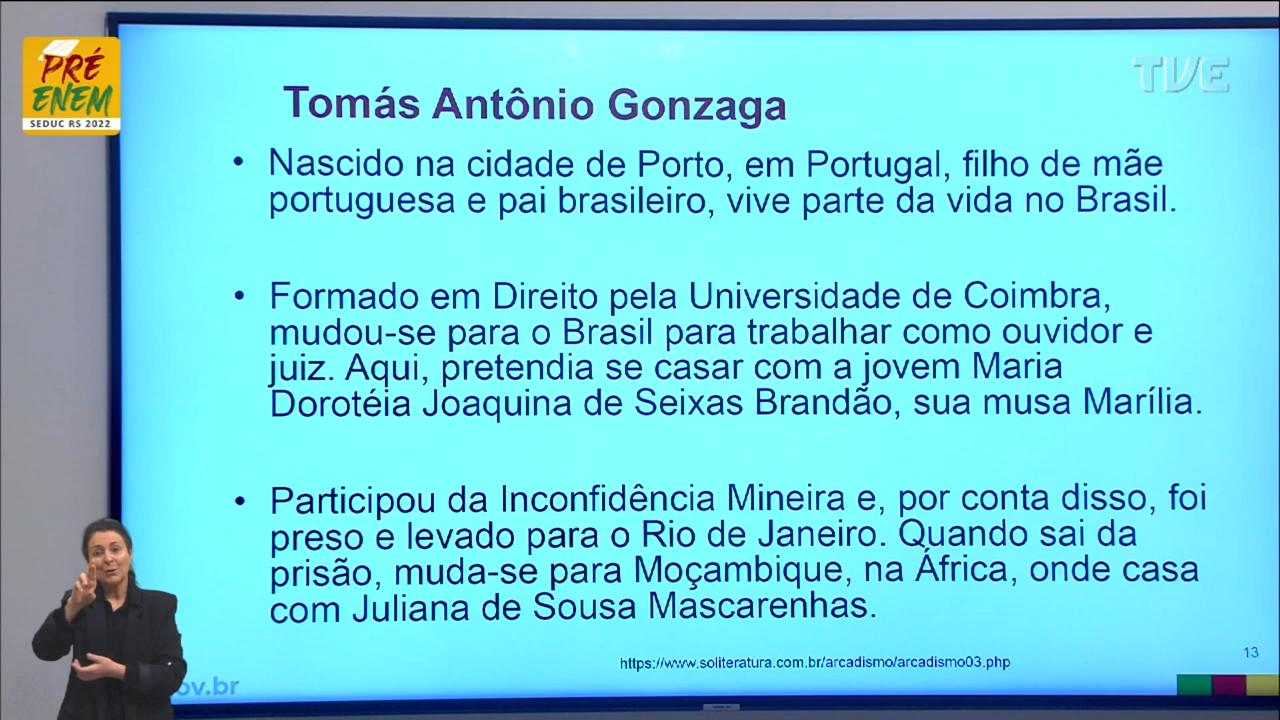 PRÉ
ENEM
SEDUC RS 2022
TVE
Tomás Antônio Gonzaga
• Nascido na cidade de Porto, em Portugal, filho de mãe
portuguesa e pai brasileiro, vive parte da vida no Brasil.
• Formado em Direito pela Universidade de Coimbra,
mudou-se para o Brasil para trabalhar como ouvidor e
juiz. Aqui, pretendia se casar com a jovem Maria
Dorotéia Joaquina de Seixas Brandão, sua musa Marília.
• Participou da Inconfidência Mineira e, por conta disso, foi
preso e levado para o Rio de Janeiro. Quando sai da
prisão, muda-se para Moçambique, na África, onde casa
com Juliana de Sousa Mascarenhas.
https://www.soliteratura.com.br/arcadismo/arcadismo03.php
13
ov.br